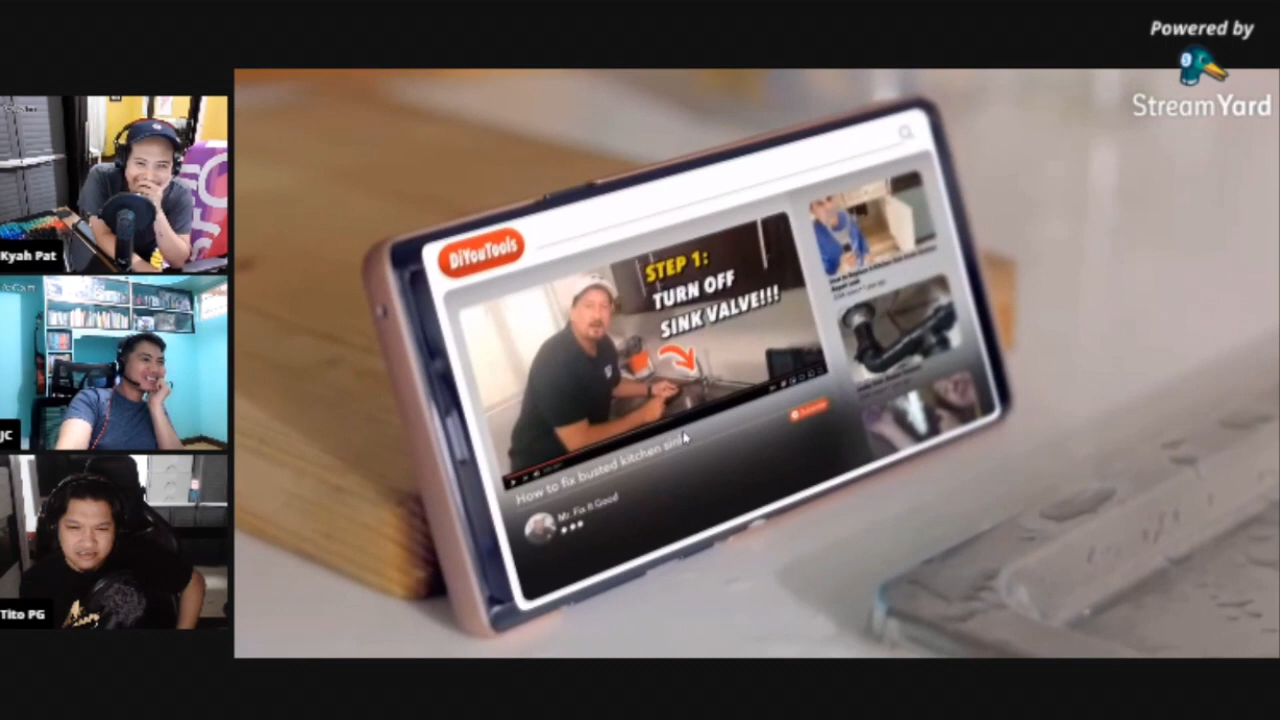 Powered by
StreamYard
Kyah Pat
JC
Tito PG
DiYouTools
STEP 1:
TURN OFF
SINK VALVE!!!
How to fix busted kitchen sink
Mr. Fix It Good